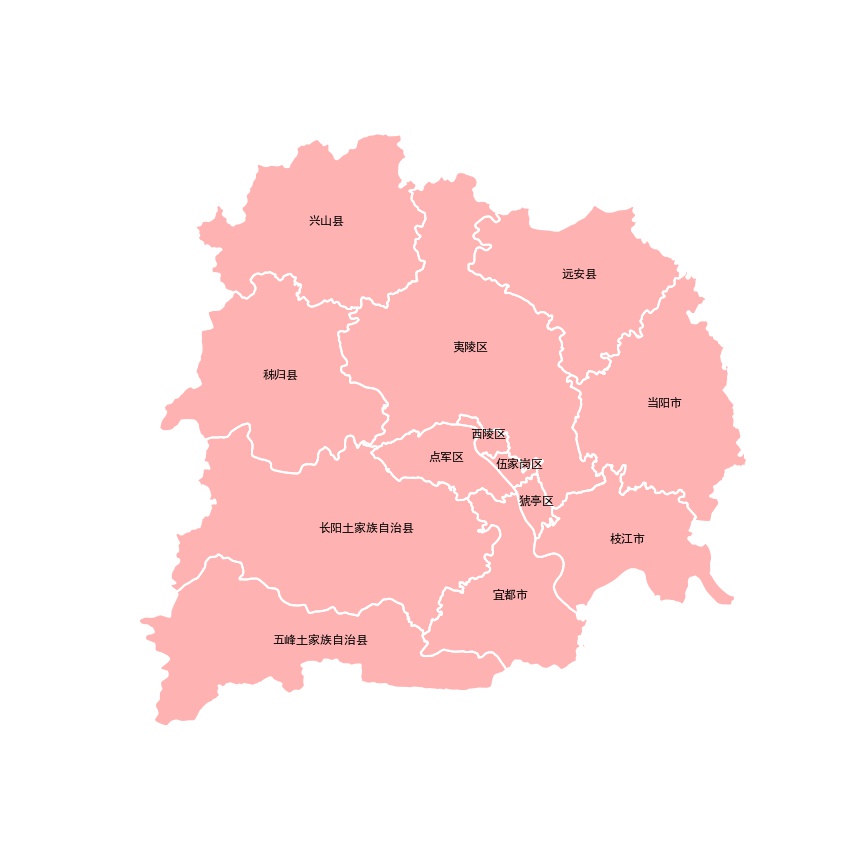 兴山县
远安县
夷陵区
秭归县
当阳市
西陵区
点军区
伍家岗区
猇亭区
长阳土家族自治县
枝江市
宜都市
五峰土家族自治县